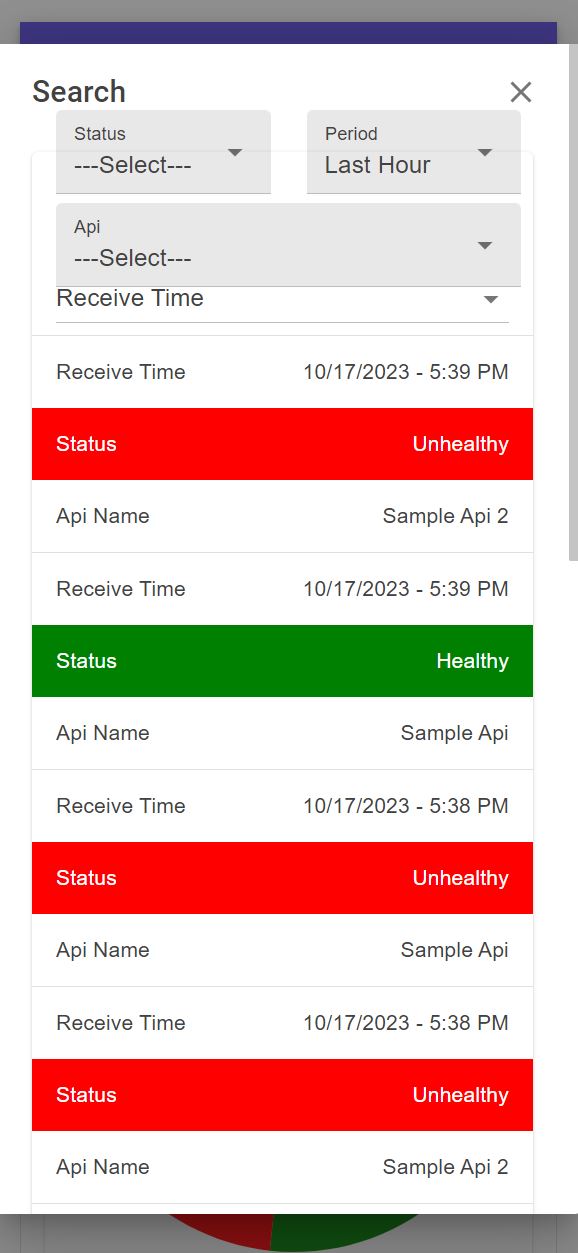 Search
Status
Period
---Select---
Last Hour
Api
---Select---
Receive Time
Receive Time 10/17/2023 - 5:39 PM
Status Unhealthy
Api Name Sample Api 2
Receive Time 10/17/2023 - 5:39 PM
Status Healthy
Api Name Sample Api
Receive Time 10/17/2023 - 5:38 PM
Status Unhealthy
Api Name Sample Api
Receive Time 10/17/2023 - 5:38 PM
Status Unhealthy
Api Name Sample Api 2